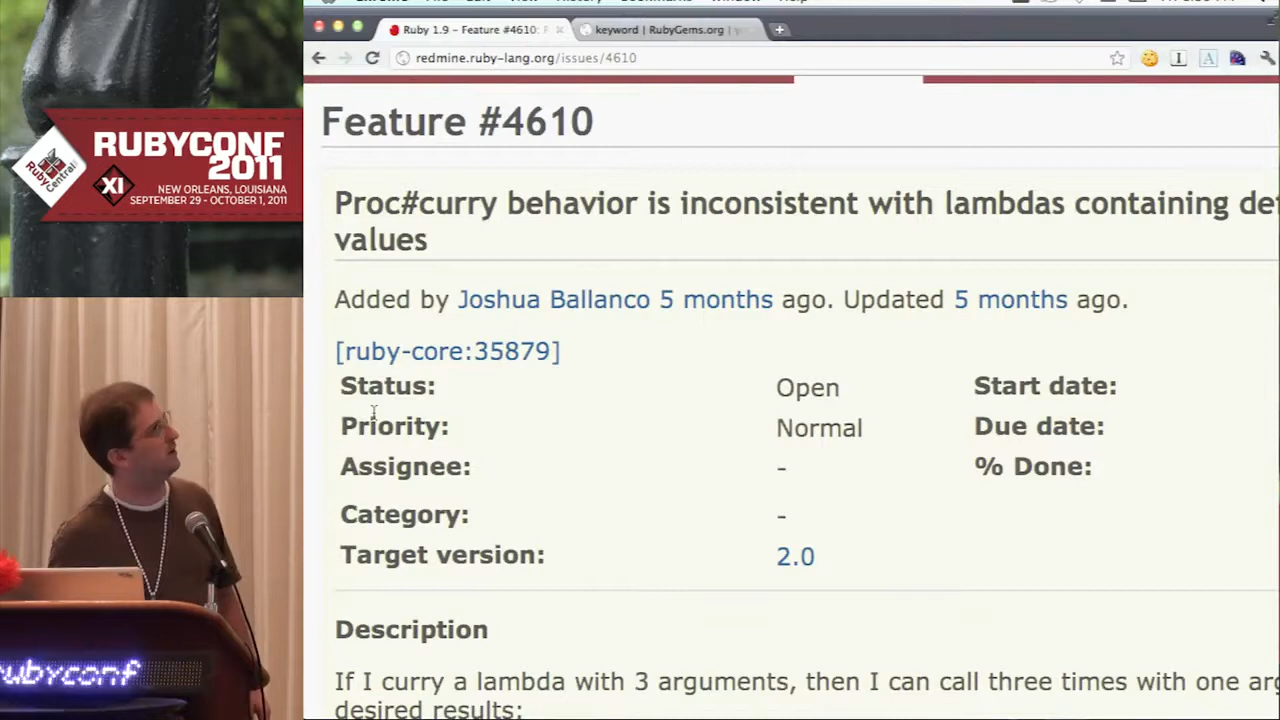 RUBYCONF
2011
RubyCentral
XI
NEW ORLEANS, LOUISIANA
SEPTEMBER 29 - OCTOBER 1, 2011
rubyconf
Ruby 1.9 - Feature #4610:
keyword | RubyGems.org |
redmine.ruby-lang.org/issues/4610
Feature #4610
Proc#curry behavior is inconsistent with lambdas containing
values
Added by Joshua Ballanco 5 months ago. Updated 5 months ago.
[ruby-core:35879]
Status: Open Start date:
Priority: Normal Due date:
Assignee: - % Done:
Category: -
Target version: 2.0
Description
If I curry a lambda with 3 arguments, then I can call three times with one
desired results: